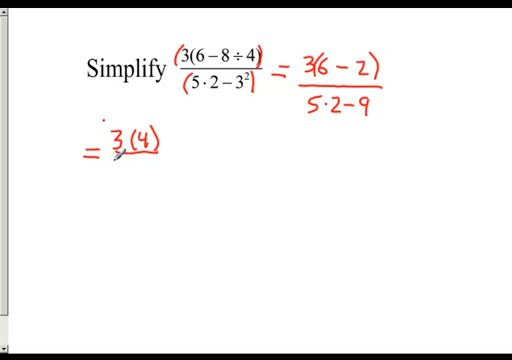 Simplify (3(6 − 8 ÷ 4)) / (5 · 2 − 3²) = 3(6 − 2) / 5 · 2 − 9
= 3(4)